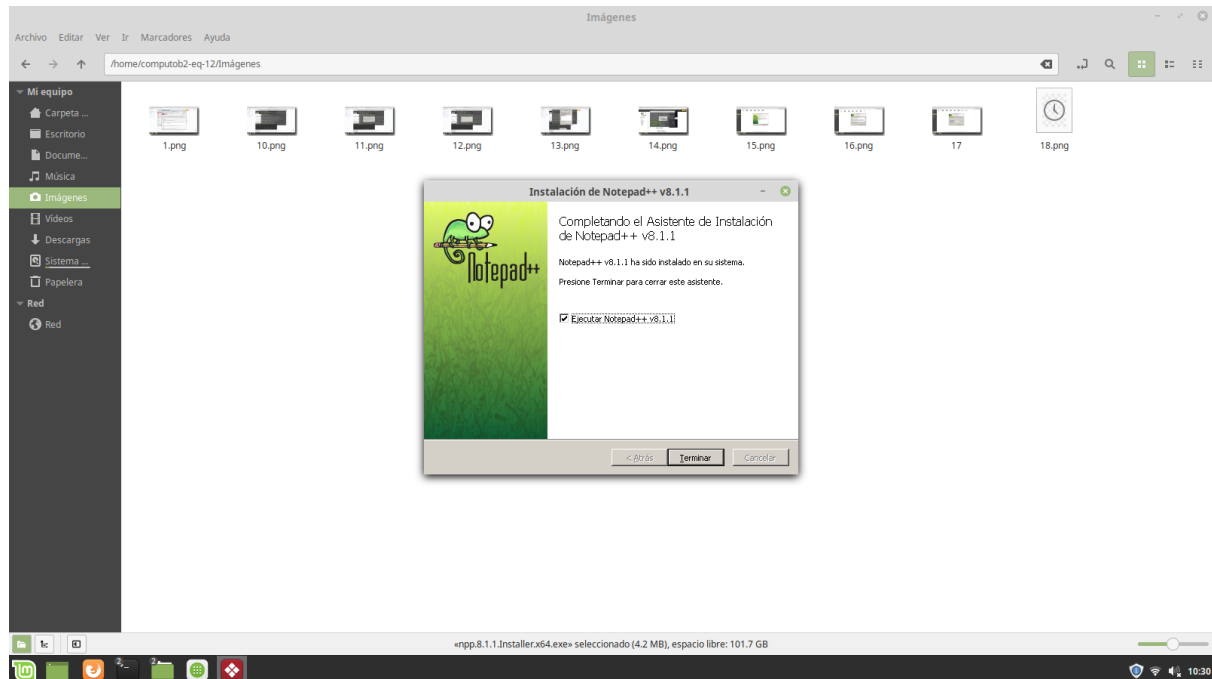 Imágenes
Archivo Editar Ver Ir Marcadores Ayuda
/home/computob2-eq-12/Imágenes
Mi equipo
Carpeta ...
Escritorio
Docume...
Música
Imágenes
Vídeos
Descargas
Sistema ...
Papelera
Red
Red
1.png 10.png 11.png 12.png 13.png 14.png 15.png 16.png 17 18.png
Instalación de Notepad++ v8.1.1
Notepad++
Completando el Asistente de Instalación
de Notepad++ v8.1.1
Notepad++ v8.1.1 ha sido instalado en su sistema.
Presione Terminar para cerrar este asistente.
Ejecutar Notepad++ v8.1.1
< Atrás Terminar Cancelar
«npp.8.1.1.Installer.x64.exe» seleccionado (4.2 MB), espacio libre: 101.7 GB
2 2 10:30